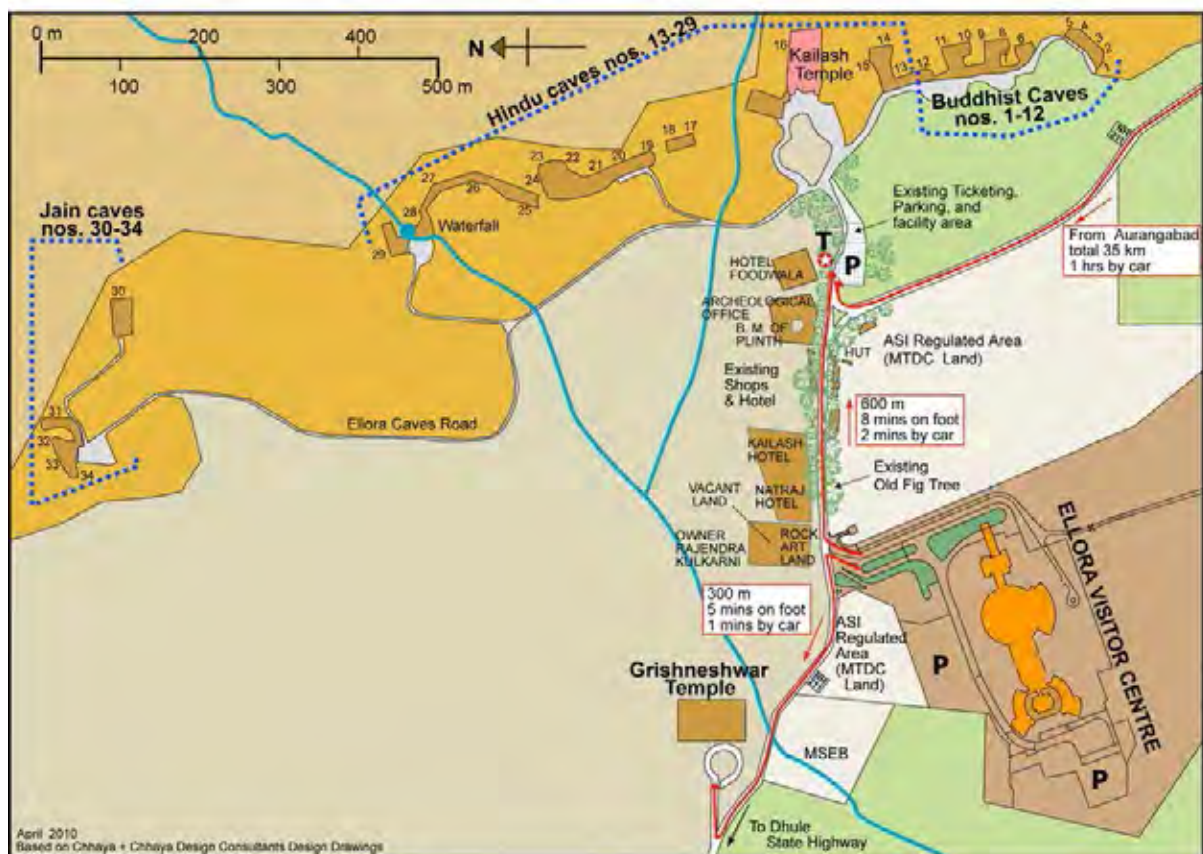 0 m
200
400
100
300
500 m
N
Hindu caves nos. 13-29
16
Kailash
Temple
14
15
13
12
11
10
9
8
6
5
4
3
2
1
Buddhist Caves
nos. 1-12
18
17
19
20
21
22
23
24
25
26
27
28
29
Waterfall
Jain caves
nos. 30-34
30
31
32
33
34
Ellora Caves Road
Existing Ticketing,
Parking, and
facility area
T
P
From Aurangabad
total 35 km
1 hrs by car
HOTEL
FOODWALA
ARCHEOLOGICAL
OFFICE
B. M. OF
PLINTH
HUT
ASI Regulated Area
(MTDC Land)
Existing
Shops
& Hotel
600 m
8 mins on foot
2 mins by car
KAILASH
HOTEL
Existing
Old Fig Tree
VACANT
LAND
NATRAJ
HOTEL
OWNER
RAJENDRA
KULKARNI
ROCK
ART
LAND
300 m
5 mins on foot
1 mins by car
ASI
Regulated
Area
(MTDC
Land)
P
ELLORA VISITOR CENTRE
P
Grishneshwar
Temple
MSEB
To Dhule
State Highway
April 2010
Based on Chhaya + Chhaya Design Consultants Design Drawings